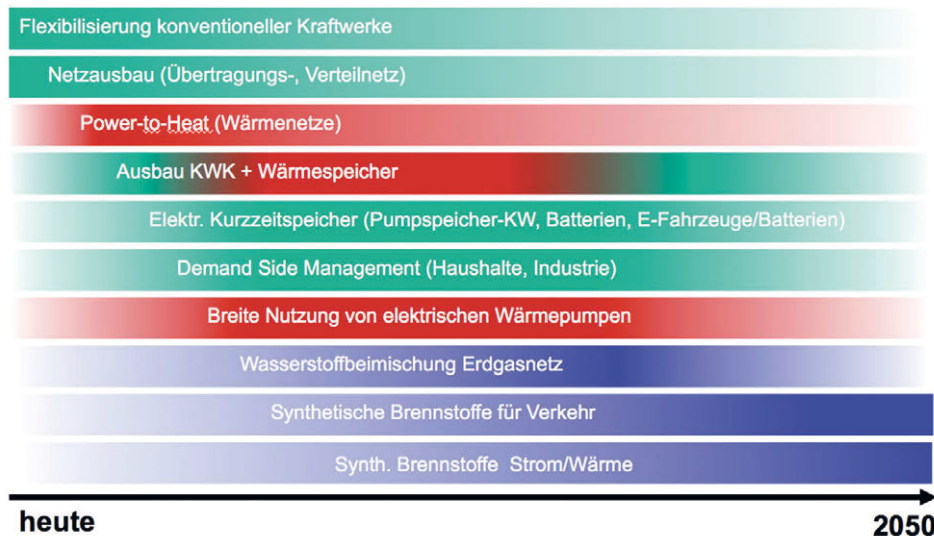 Flexibilisierung konventioneller Kraftwerke
Netzausbau (Übertragungs-, Verteilnetz)
Power-to-Heat (Wärmenetze)
Ausbau KWK + Wärmespeicher
Elektr. Kurzzeitspeicher (Pumpspeicher-KW, Batterien, E-Fahrzeuge/Batterien)
Demand Side Management (Haushalte, Industrie)
Breite Nutzung von elektrischen Wärmepumpen
Wasserstoffbeimischung Erdgasnetz
Synthetische Brennstoffe für Verkehr
Synth. Brennstoffe Strom/Wärme
heute 2050